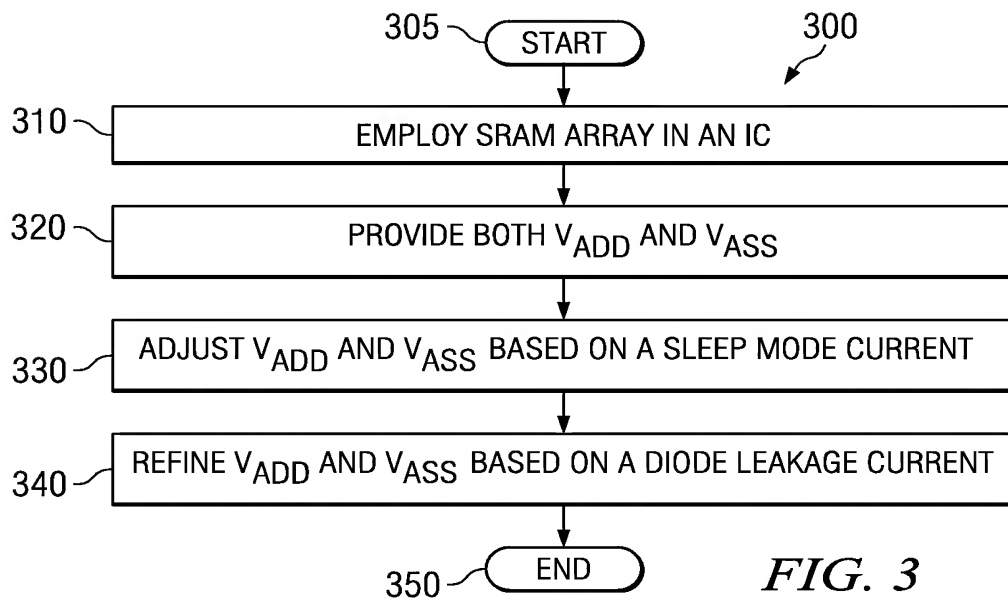 305 START
300
310 EMPLOY SRAM ARRAY IN AN IC
320 PROVIDE BOTH VADD AND VASS
330 ADJUST VADD AND VASS BASED ON A SLEEP MODE CURRENT
340 REFINE VADD AND VASS BASED ON A DIODE LEAKAGE CURRENT
350 END
FIG. 3